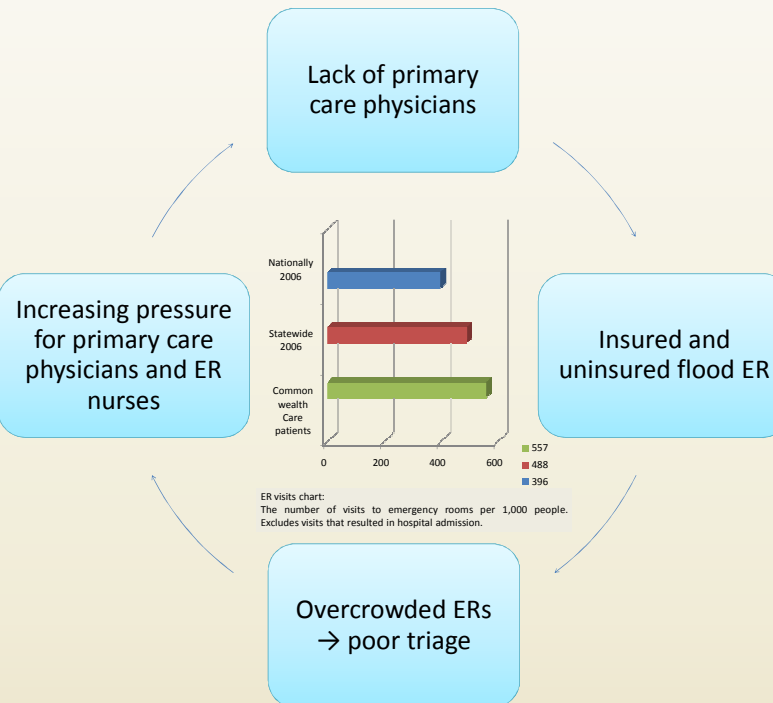 Lack of primary
care physicians
Increasing pressure
for primary care
physicians and ER
nurses
Nationally
2006
Statewide
2006
Common
wealth
Care
patients
0 200 400 600
557
488
396
ER visits chart:
The number of visits to emergency rooms per 1,000 people.
Excludes visits that resulted in hospital admission.
Insured and
uninsured flood ER
Overcrowded ERs
→ poor triage